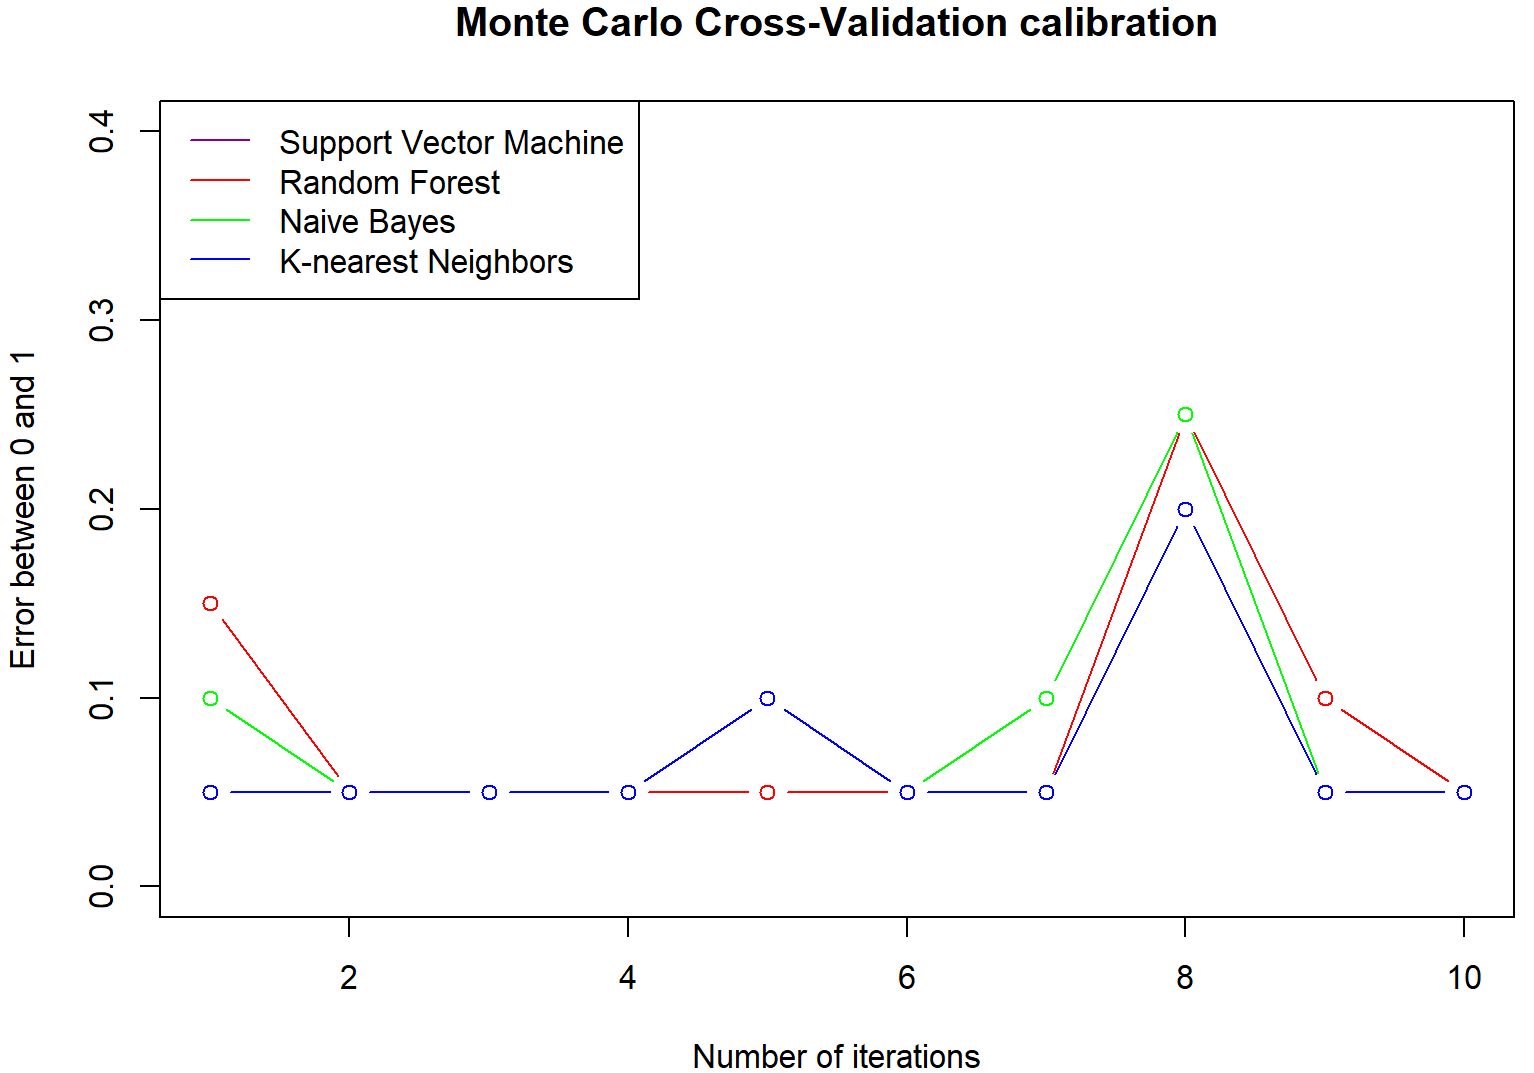 Monte Carlo Cross-Validation calibration
Support Vector Machine
Random Forest
Naive Bayes
K-nearest Neighbors
Error between 0 and 1
0.4
0.3
0.2
0.1
0.0
2 4 6 8 10
Number of iterations